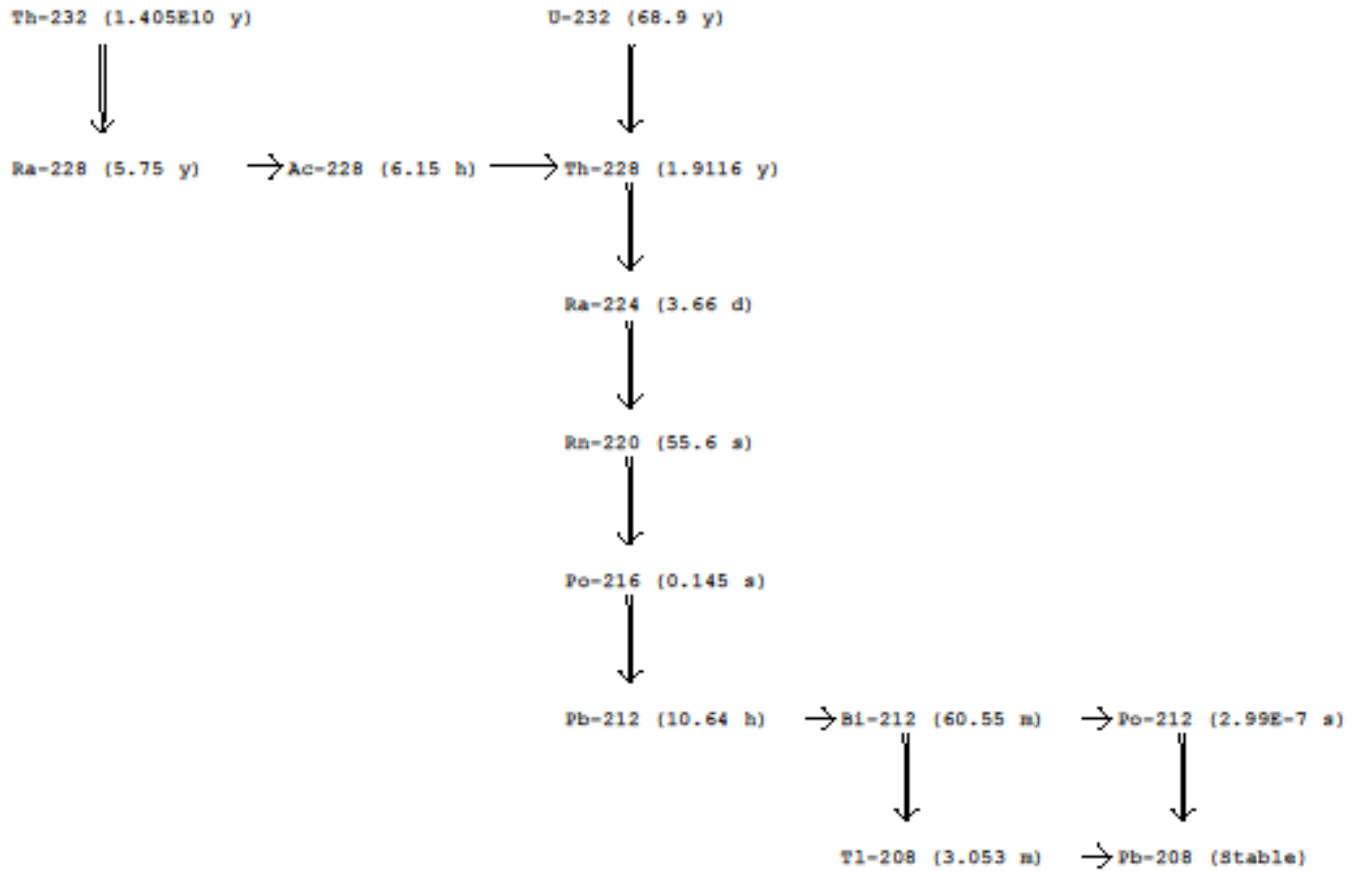 Th-232 (1.405E10 y) U-232 (68.9 y)
Ra-228 (5.75 y) Ac-228 (6.15 h) Th-228 (1.9116 y)
Ra-224 (3.66 d)
Rn-220 (55.6 s)
Po-216 (0.145 s)
Pb-212 (10.64 h) Bi-212 (60.55 m) Po-212 (2.99E-7 s)
Tl-208 (3.053 m) Pb-208 (Stable)